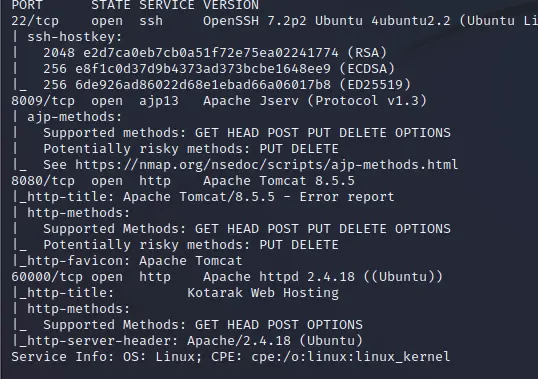 PORT      STATE SERVICE VERSION
22/tcp    open  ssh     OpenSSH 7.2p2 Ubuntu 4ubuntu2.2 (Ubuntu Li
| ssh-hostkey:
|   2048 e2d7ca0eb7cb0a51f72e75ea02241774 (RSA)
|   256 e8f1c0d37d9b4373ad373bcbe1648ee9 (ECDSA)
|_  256 6de926ad86022d68e1ebad66a06017b8 (ED25519)
8009/tcp  open  ajp13   Apache Jserv (Protocol v1.3)
| ajp-methods:
|   Supported methods: GET HEAD POST PUT DELETE OPTIONS
|   Potentially risky methods: PUT DELETE
|_  See https://nmap.org/nsedoc/scripts/ajp-methods.html
8080/tcp  open  http    Apache Tomcat 8.5.5
|_http-title: Apache Tomcat/8.5.5 - Error report
| http-methods:
|   Supported Methods: GET HEAD POST PUT DELETE OPTIONS
|_  Potentially risky methods: PUT DELETE
|_http-favicon: Apache Tomcat
60000/tcp open  http    Apache httpd 2.4.18 ((Ubuntu))
|_http-title:         Kotarak Web Hosting
| http-methods:
|_  Supported Methods: GET HEAD POST OPTIONS
|_http-server-header: Apache/2.4.18 (Ubuntu)
Service Info: OS: Linux; CPE: cpe:/o:linux:linux_kernel